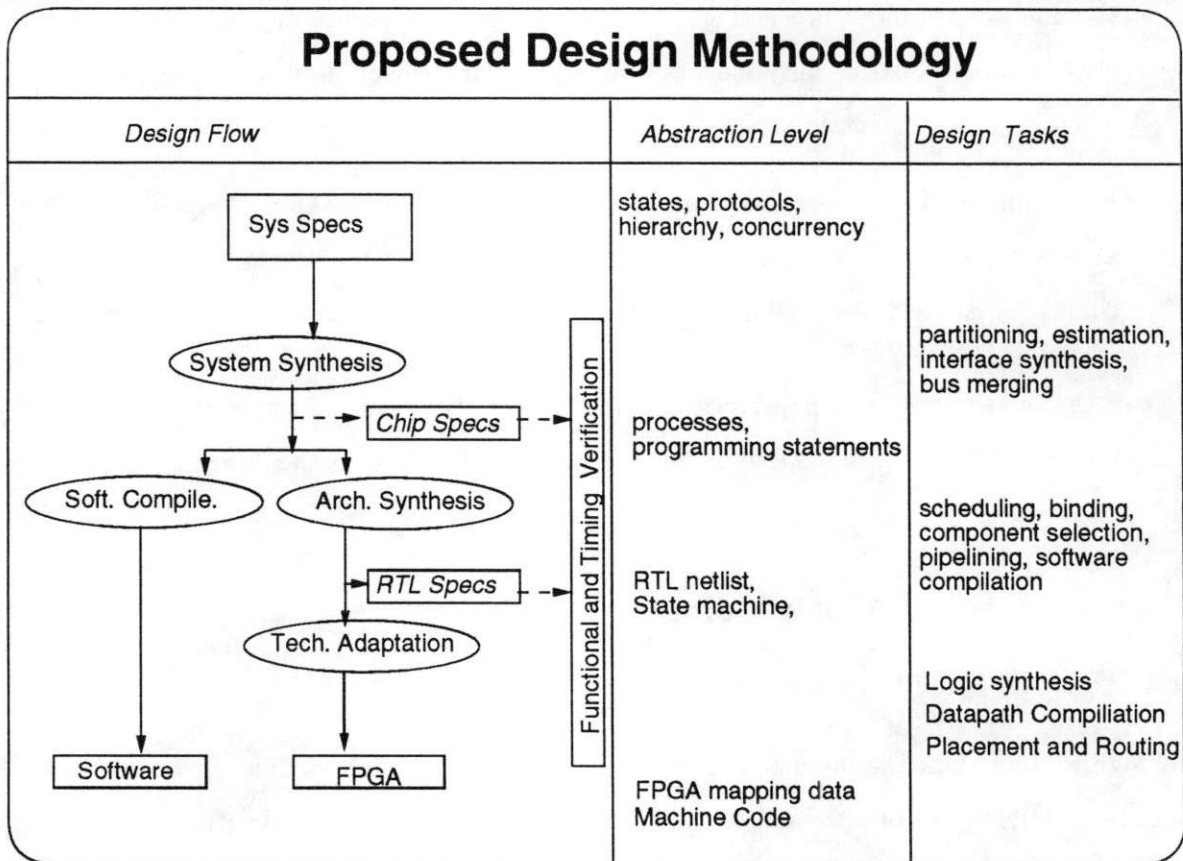 Proposed Design Methodology
Design Flow
Abstraction Level
Design Tasks
Sys Specs
states, protocols,
hierarchy, concurrency
System Synthesis
partitioning, estimation,
interface synthesis,
bus merging
Chip Specs
processes,
programming statements
Soft. Compile.
Arch. Synthesis
scheduling, binding,
component selection,
pipelining, software
compilation
RTL Specs
RTL netlist,
State machine,
Tech. Adaptation
Functional and Timing Verification
Logic synthesis
Datapath Compiliation
Placement and Routing
Software
FPGA
FPGA mapping data
Machine Code